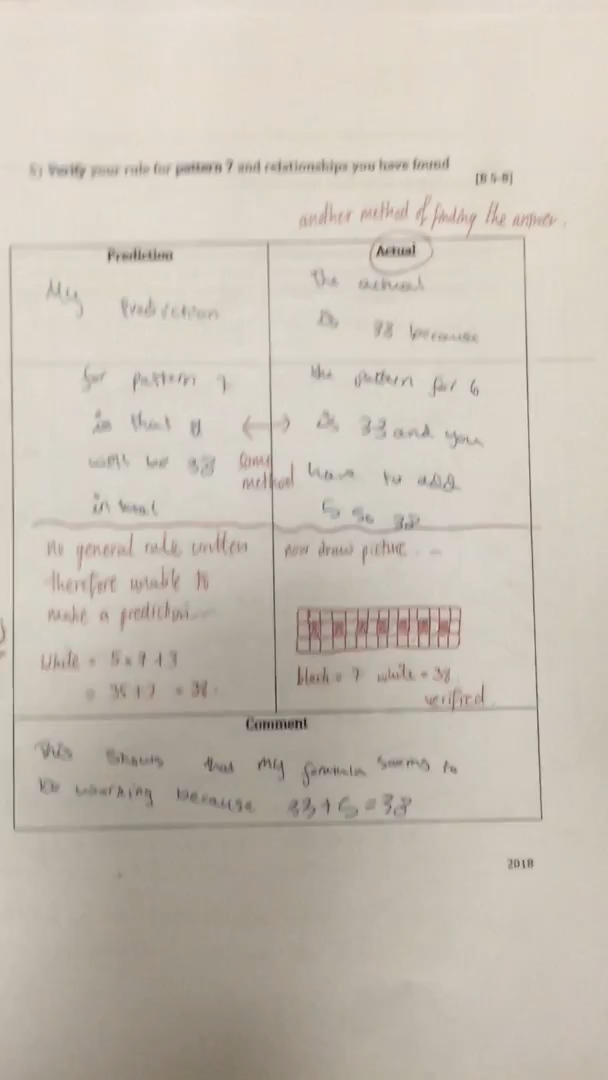 5) Verify your rule for pattern 7 and relationships you have found
[B 5-8]
another method of finding the answer.
Prediction
Actual
My Prediction
for pattern 7
is that it
will be 38
in total
the actual
is 38 because
the pattern for 6
is 33 and you
have to add
5 so 38
same
method
no general rule written
therefore unable to
make a prediction
White = 5x7+3
= 35+3 = 38.
now draw picture...
black = 7 white = 38
verified
Comment
This shows that my formula seems to
be working because 33+5=38
2018